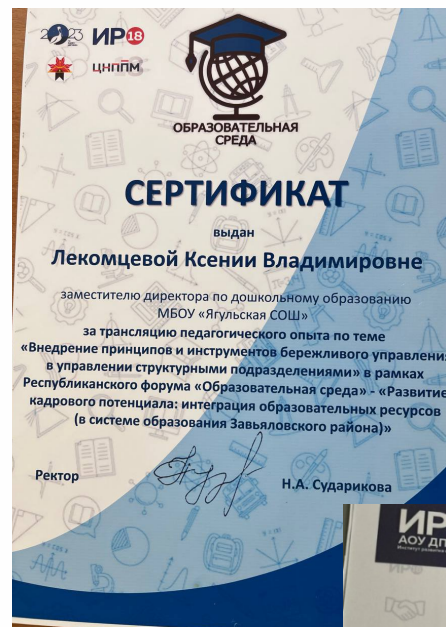 2023 ИРО18
ЦНППМ
ОБРАЗОВАТЕЛЬНАЯ
СРЕДА
СЕРТИФИКАТ
выдан
Лекомцевой Ксении Владимировне
заместителю директора по дошкольному образованию
МБОУ «Ягульская СОШ»
за трансляцию педагогического опыта по теме
«Внедрение принципов и инструментов бережливого управления
в управлении структурными подразделениями» в рамках
Республиканского форума «Образовательная среда» - «Развитие
кадрового потенциала: интеграция образовательных ресурсов
(в системе образования Завьяловского района)»
Ректор
Н.А. Сударикова
ИР
АОУ ДП